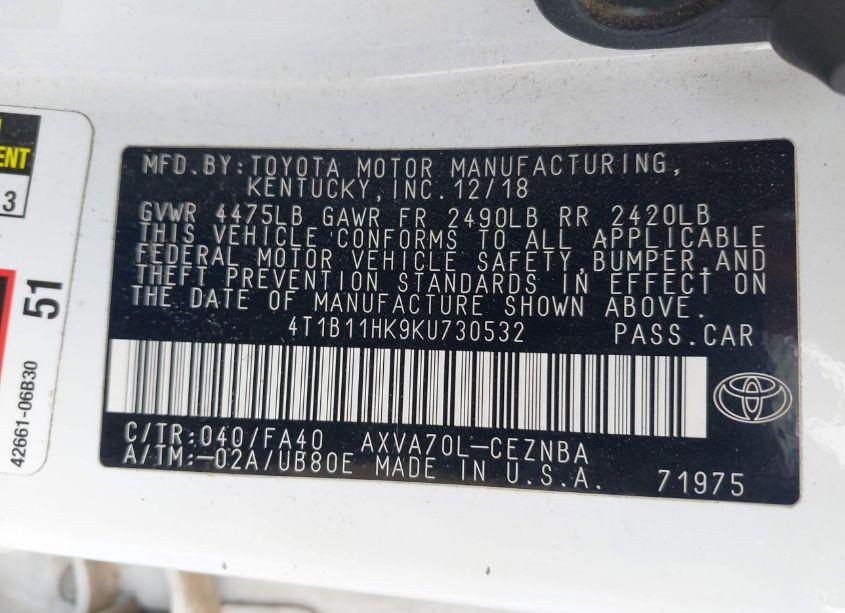 MFD.BY:TOYOTA MOTOR MANUFACTURING,
KENTUCKY,INC.12/18
GVWR 4475LB GAWR FR 2490LB RR 2420LB
THIS VEHICLE CONFORMS TO ALL APPLICABLE
FEDERAL MOTOR VEHICLE SAFETY,BUMPER,AND
THEFT PREVENTION STANDARDS IN EFFECT ON
THE DATE OF MANUFACTURE SHOWN ABOVE.
4T1B11HK9KU730532 PASS.CAR
C/TR:040/FA40 AXVA70L-CEZNBA
A/TM:-02A/UB80E MADE IN U.S.A. 71975
ENT
3
51
42661-06B30